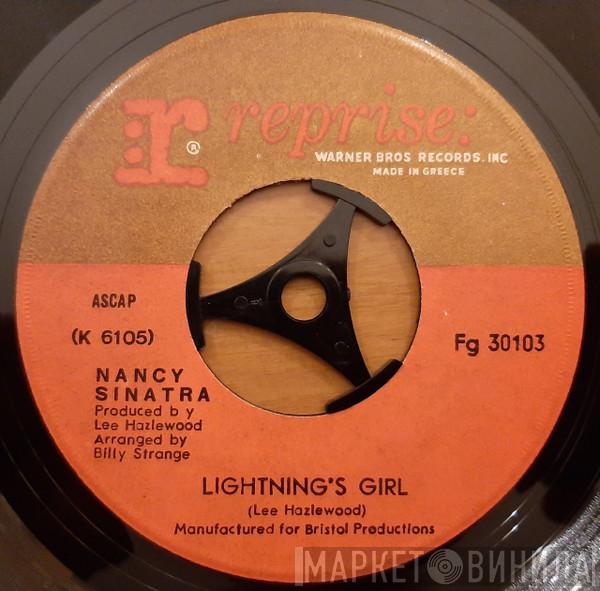 r reprise:
®
WARNER BROS RECORDS. INC
MADE IN GREECE
ASCAP
(K 6105)
Fg 30103
NANCY
SINATRA
Produced by
Lee Hazlewood
Arranged by
Billy Strange
LIGHTNING'S GIRL
(Lee Hazlewood)
Manufactured for Bristol Productions
МАРКЕТ ВИНИЛА